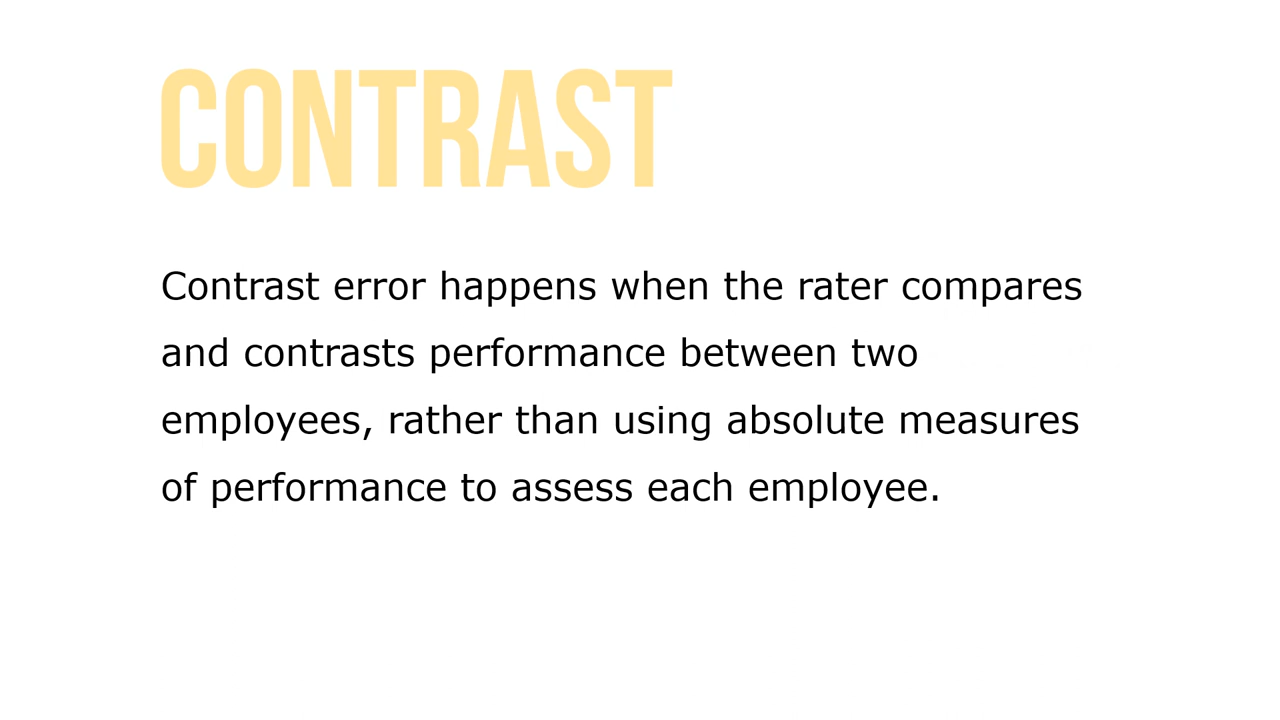 CONTRAST
Contrast error happens when the rater compares
and contrasts performance between two
employees, rather than using absolute measures
of performance to assess each employee.